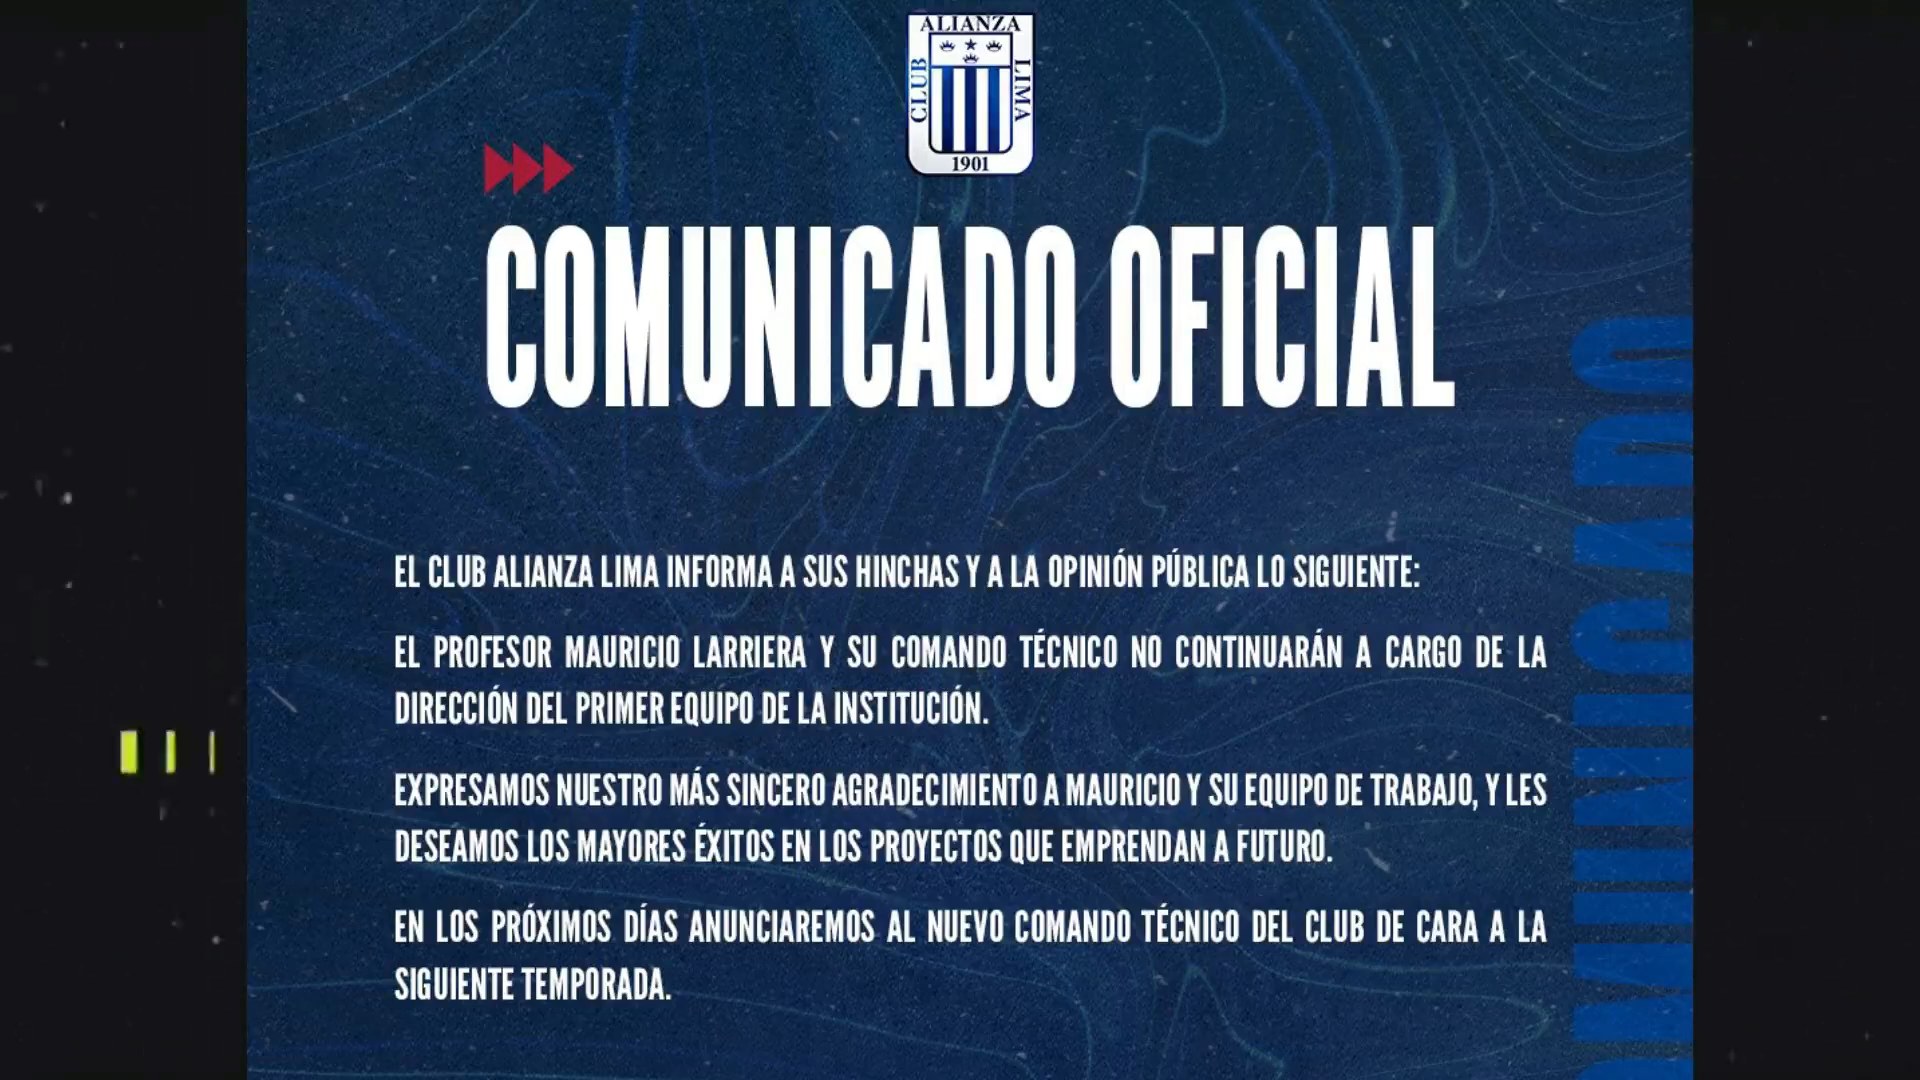 ALIANZA
CLUB
LIMA
1901
COMUNICADO OFICIAL
EL CLUB ALIANZA LIMA INFORMA A SUS HINCHAS Y A LA OPINIÓN PÚBLICA LO SIGUIENTE:
EL PROFESOR MAURICIO LARRIERA Y SU COMANDO TÉCNICO NO CONTINUARÁN A CARGO DE LA
DIRECCIÓN DEL PRIMER EQUIPO DE LA INSTITUCIÓN.
EXPRESAMOS NUESTRO MÁS SINCERO AGRADECIMIENTO A MAURICIO Y SU EQUIPO DE TRABAJO, Y LES
DESEAMOS LOS MAYORES ÉXITOS EN LOS PROYECTOS QUE EMPRENDAN A FUTURO.
EN LOS PRÓXIMOS DÍAS ANUNCIAREMOS AL NUEVO COMANDO TÉCNICO DEL CLUB DE CARA A LA
SIGUIENTE TEMPORADA.
OMUNICADO